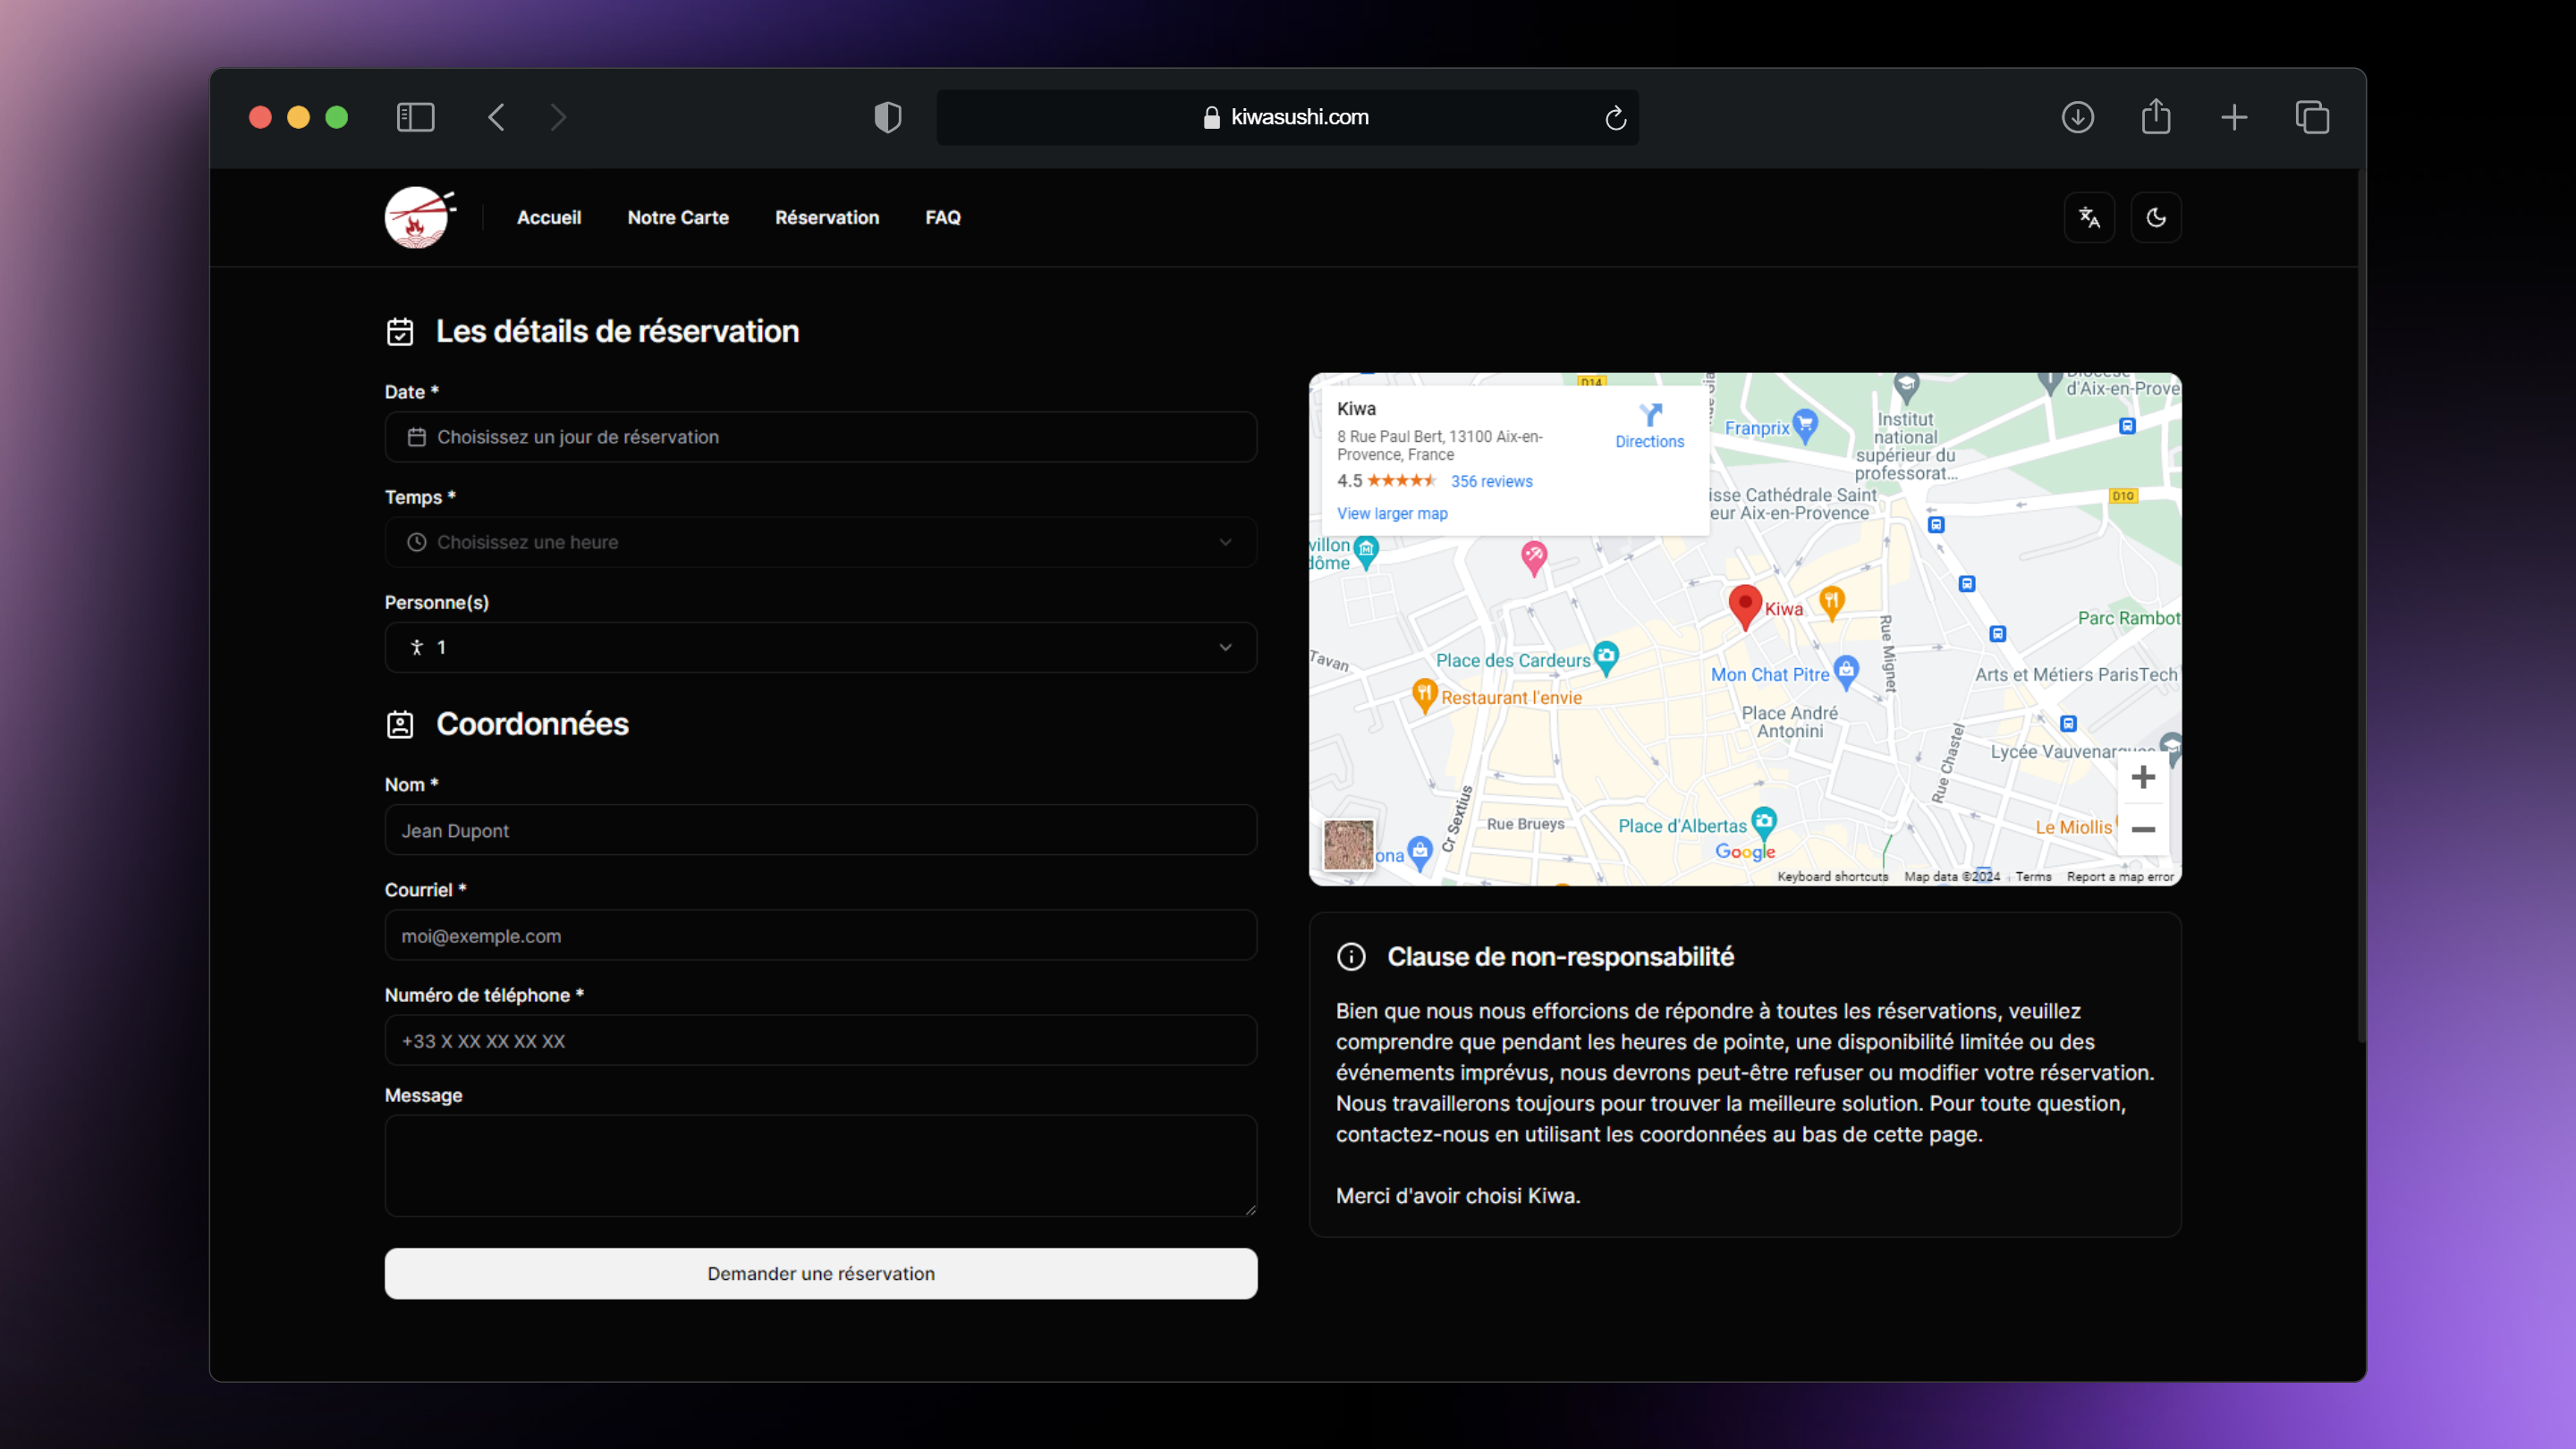 kiwasushi.com
Accueil
Notre Carte
Réservation
FAQ
Les détails de réservation
Date *
Choisissez un jour de réservation
Temps *
Choisissez une heure
Personne(s)
1
Coordonnées
Nom *
Jean Dupont
Courriel *
moi@exemple.com
Numéro de téléphone *
+33 X XX XX XX XX
Message
Demander une réservation
Kiwa
8 Rue Paul Bert, 13100 Aix-en-
Provence, France
4.5
356 reviews
View larger map
Directions
D14
Franprix
Institut
national
supérieur du
professorat...
d'Aix-en-Prove
D10
isse Cathédrale Saint
eur Aix-en-Provence
villon
dôme
Kiwa
Parc Rambot
Rue Mignet
Tavan
Place des Cardeurs
Mon Chat Pitre
Arts et Métiers ParisTech
Restaurant l'envie
Place André
Antonini
Rue Chastel
Cr Sextius
Rue Brueys
Place d'Albertas
Le Miollis
ona
Google
Keyboard shortcuts
Map data ©2024
Terms
Report a map error
Clause de non-responsabilité
Bien que nous nous efforcions de répondre à toutes les réservations, veuillez
comprendre que pendant les heures de pointe, une disponibilité limitée ou des
événements imprévus, nous devrons peut-être refuser ou modifier votre réservation.
Nous travaillerons toujours pour trouver la meilleure solution. Pour toute question,
contactez-nous en utilisant les coordonnées au bas de cette page.
Merci d'avoir choisi Kiwa.